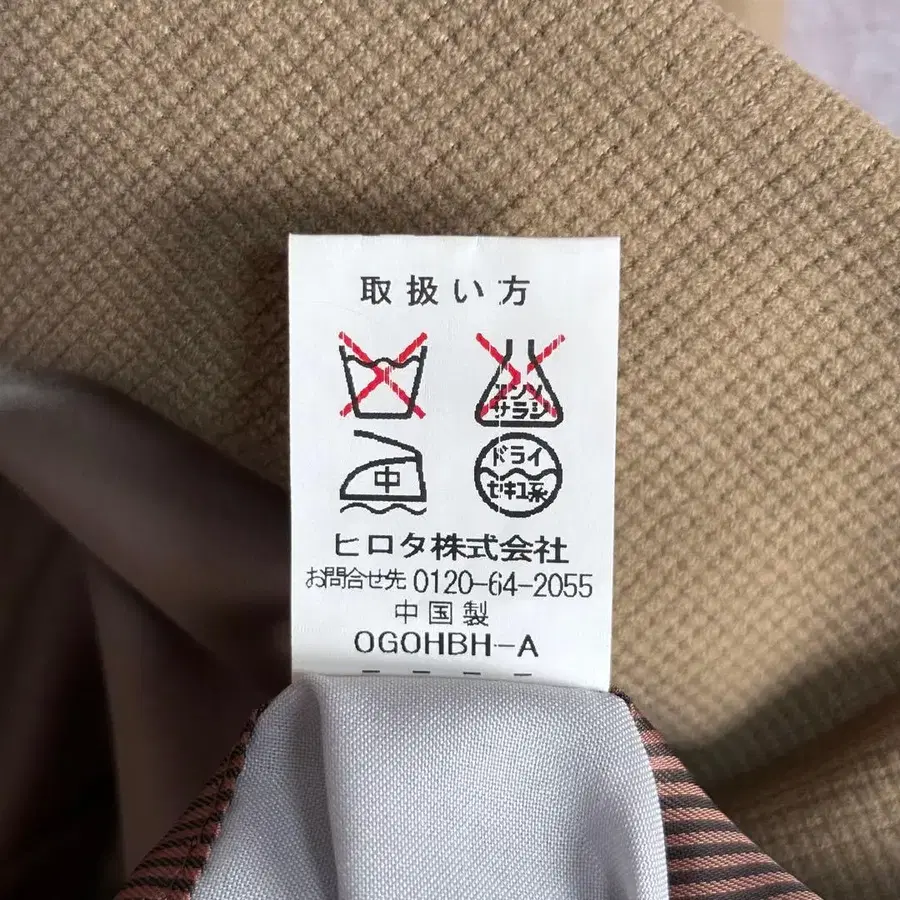 取扱い方
エンソ
サラシ
中
ドライ
セキユ系
ヒロタ株式会社
お問合せ先 0120-64-2055
中国製
OGOHBH-A